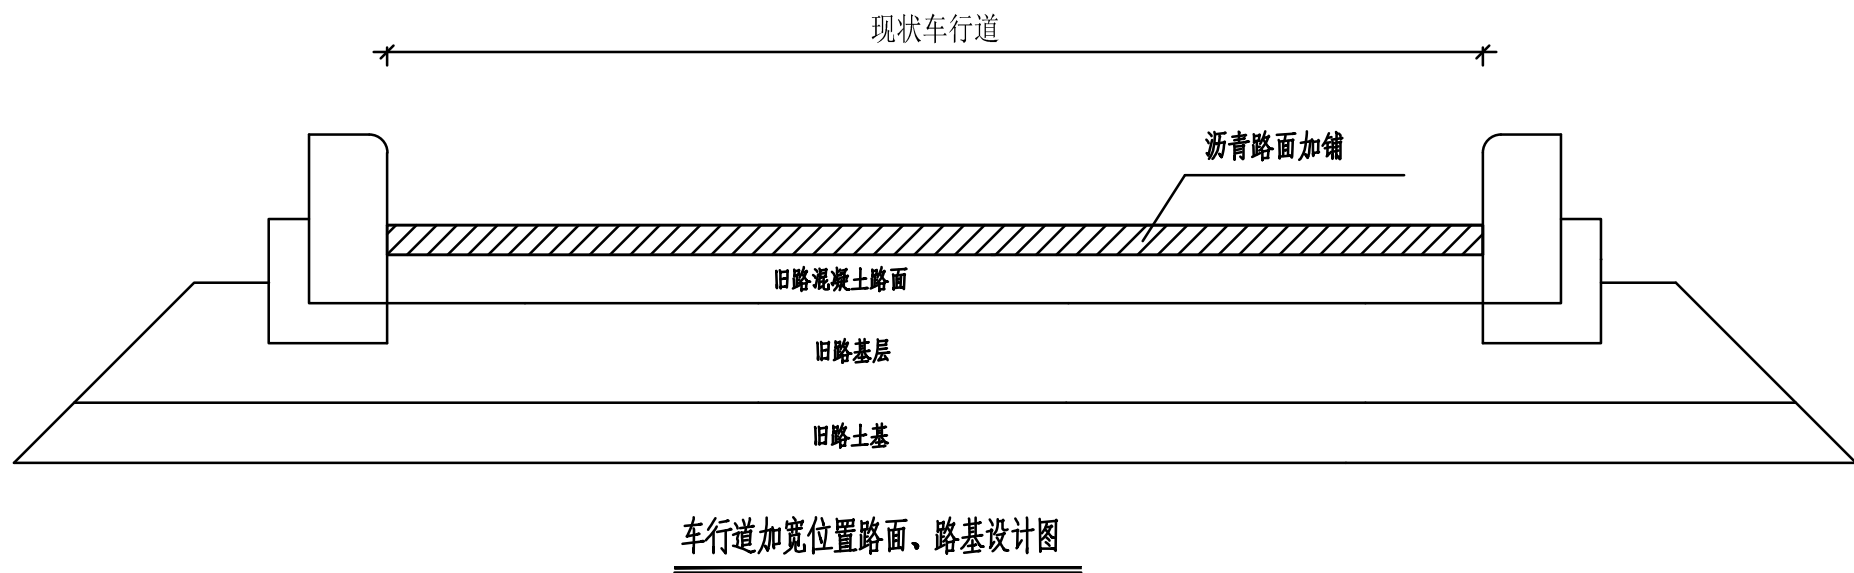 现状车行道
沥青路面加铺
旧路混凝土路面
旧路基层
旧路土基
车行道加宽位置路面、路基设计图